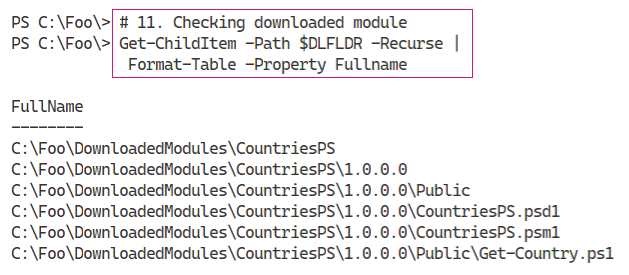 PS C:\Foo\> # 11. Checking downloaded module
PS C:\Foo\> Get-ChildItem -Path $DLFLDR -Recurse |
 Format-Table -Property Fullname
FullName
--------
C:\Foo\DownloadedModules\CountriesPS
C:\Foo\DownloadedModules\CountriesPS\1.0.0.0
C:\Foo\DownloadedModules\CountriesPS\1.0.0.0\Public
C:\Foo\DownloadedModules\CountriesPS\1.0.0.0\CountriesPS.psd1
C:\Foo\DownloadedModules\CountriesPS\1.0.0.0\CountriesPS.psm1
C:\Foo\DownloadedModules\CountriesPS\1.0.0.0\Public\Get-Country.ps1